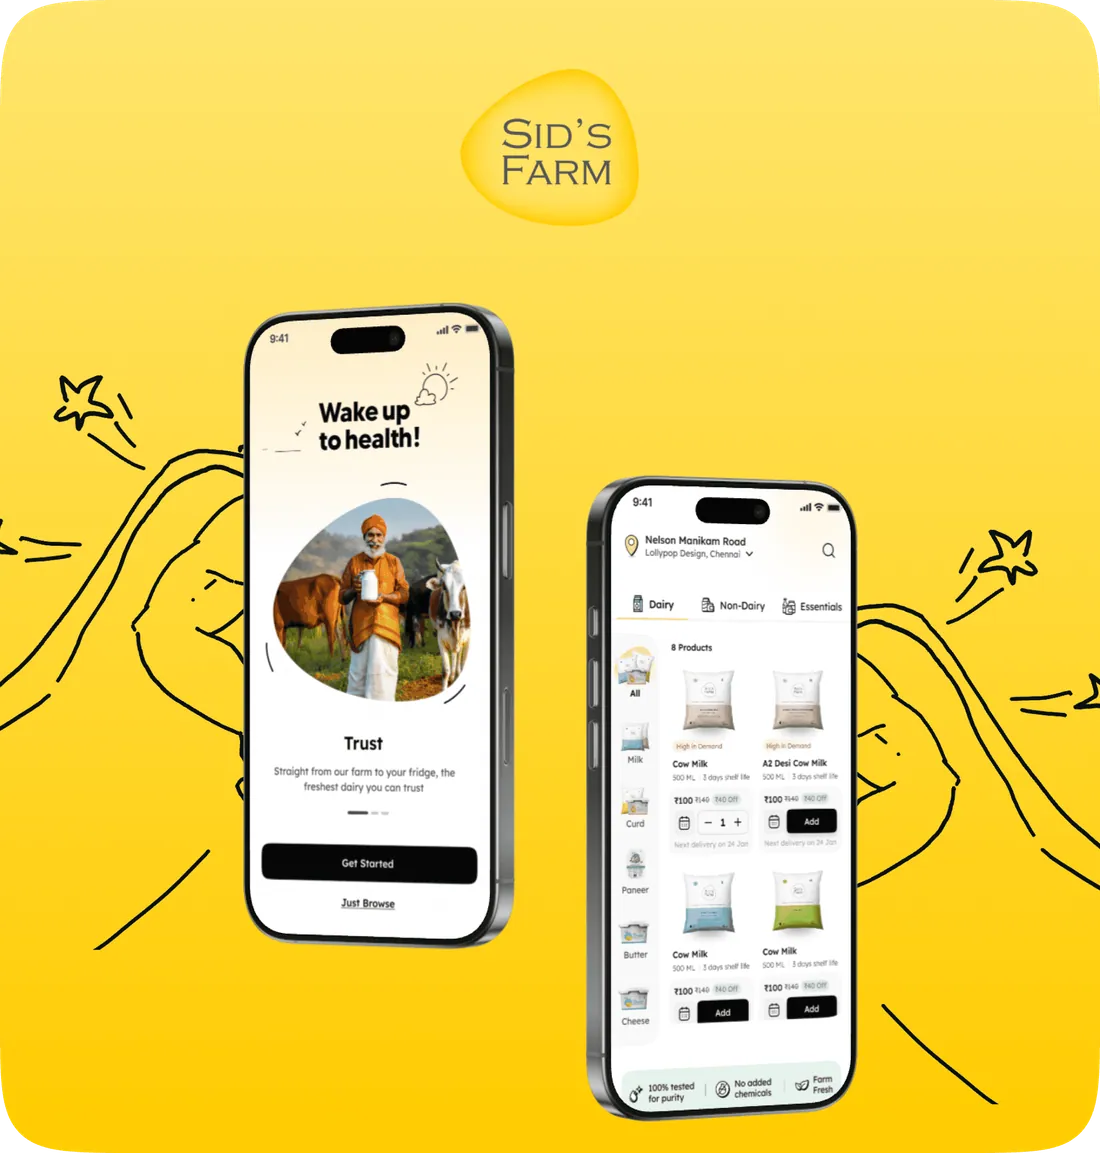 SID'S
FARM
9:41
Wake up
to health!
Trust
Straight from our farm to your fridge, the
freshest dairy you can trust
Get Started
Just Browse
9:41
Nelson Manikam Road
Lollypop Design, Chennai
Dairy
Non-Dairy
Essentials
8 Products
All
Milk
Curd
Paneer
Butter
Cheese
High in Demand
Cow Milk
500 ML | 3 days shelf life
₹100 ₹140 ₹40 Off
− 1 +
Next delivery on 24 Jan
High in Demand
A2 Desi Cow Milk
500 ML | 3 days shelf life
₹100 ₹140 ₹40 Off
Add
Next delivery on 24 Jan
Cow Milk
500 ML | 3 days shelf life
₹100 ₹140 ₹40 Off
Add
Cow Milk
500 ML | 3 days shelf life
₹100 ₹140 ₹40 Off
Add
100% tested
for purity
No added
chemicals
Farm
Fresh